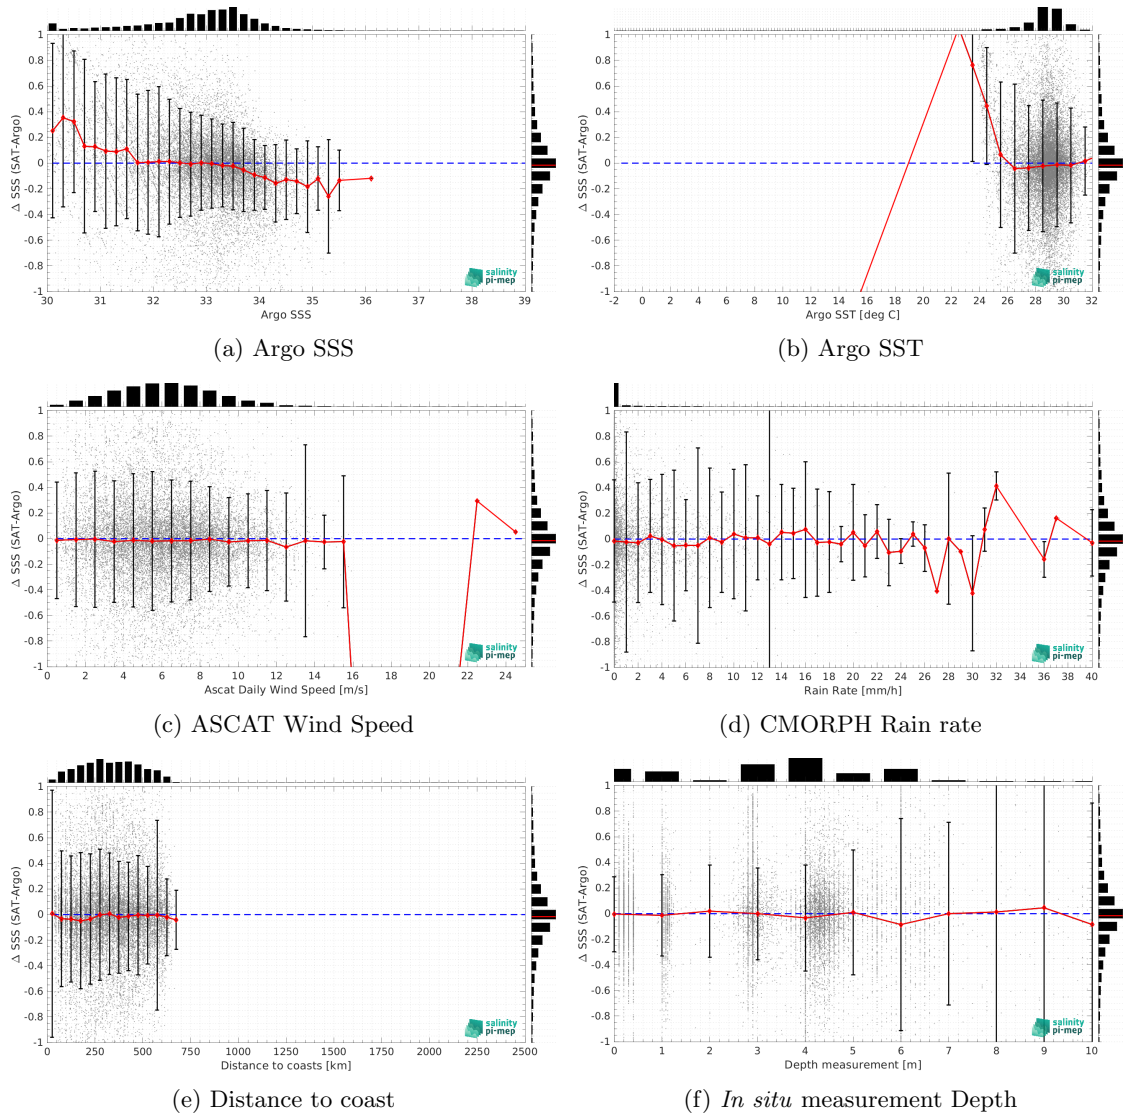 1
0.8
0.6
0.4
0.2
0
-0.2
-0.4
-0.6
-0.8
-1
Δ SSS (SAT-Argo)
30 31 32 33 34 35 36 37 38 39
Argo SSS
salinity
pi-mep
(a) Argo SSS
1
0.8
0.6
0.4
0.2
0
-0.2
-0.4
-0.6
-0.8
-1
Δ SSS (SAT-Argo)
-2 0 2 4 6 8 10 12 14 16 18 20 22 24 26 28 30 32
Argo SST [deg C]
salinity
pi-mep
(b) Argo SST
1
0.8
0.6
0.4
0.2
0
-0.2
-0.4
-0.6
-0.8
-1
Δ SSS (SAT-Argo)
0 2 4 6 8 10 12 14 16 18 20 22 24
Ascat Daily Wind Speed [m/s]
salinity
pi-mep
(c) ASCAT Wind Speed
1
0.8
0.6
0.4
0.2
0
-0.2
-0.4
-0.6
-0.8
-1
Δ SSS (SAT-Argo)
0 2 4 6 8 10 12 14 16 18 20 22 24 26 28 30 32 34 36 38 40
Rain Rate [mm/h]
salinity
pi-mep
(d) CMORPH Rain rate
1
0.8
0.6
0.4
0.2
0
-0.2
-0.4
-0.6
-0.8
-1
Δ SSS (SAT-Argo)
0 250 500 750 1000 1250 1500 1750 2000 2250 2500
Distance to coasts [km]
salinity
pi-mep
(e) Distance to coast
1
0.8
0.6
0.4
0.2
0
-0.2
-0.4
-0.6
-0.8
-1
Δ SSS (SAT-Argo)
0 1 2 3 4 5 6 7 8 9 10
Depth measurement [m]
salinity
pi-mep
(f) In situ measurement Depth